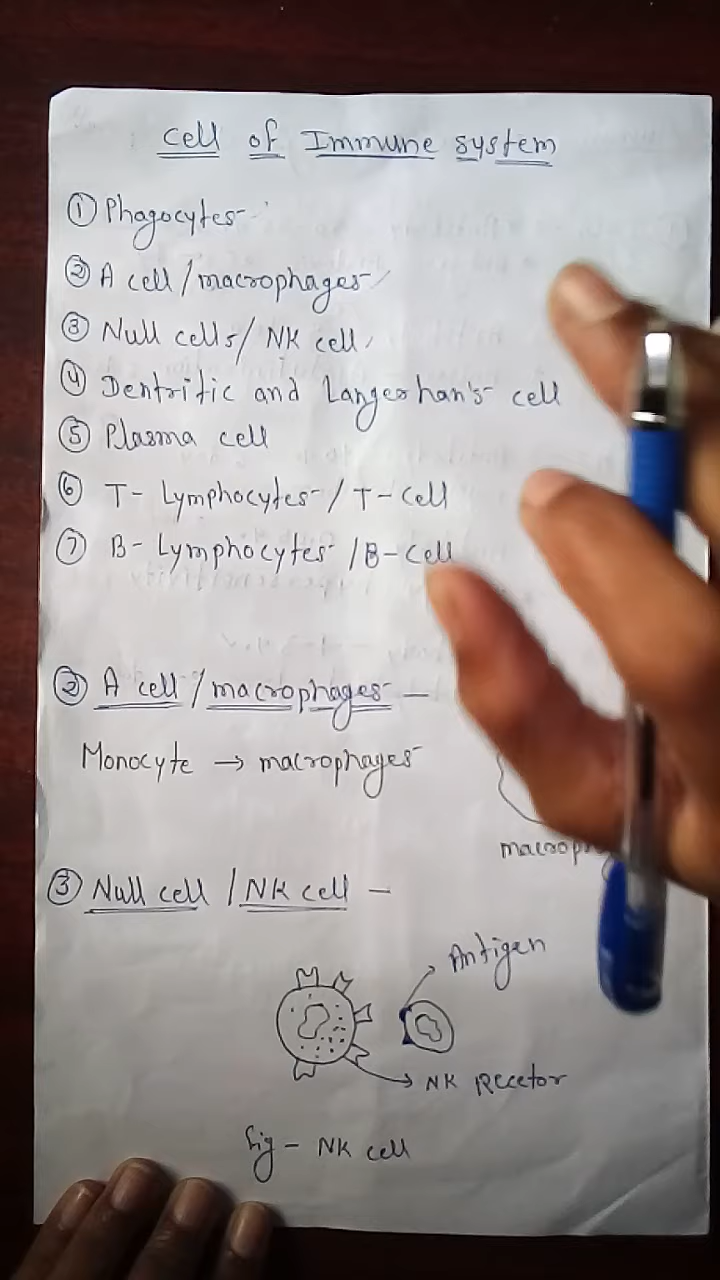 Cell of Immune system
① Phagocytes-
② A cell / macrophages
③ Null cells / NK cell
④ Dentritic and Langerhan's cell
⑤ Plasma cell
⑥ T- Lymphocytes / T-cell
⑦ B- Lymphocytes / B-cell
② A cell / macrophages —
Monocyte → macrophages
③ Null cell / NK cell —
Antigen
NK Recetor
fig - NK cell